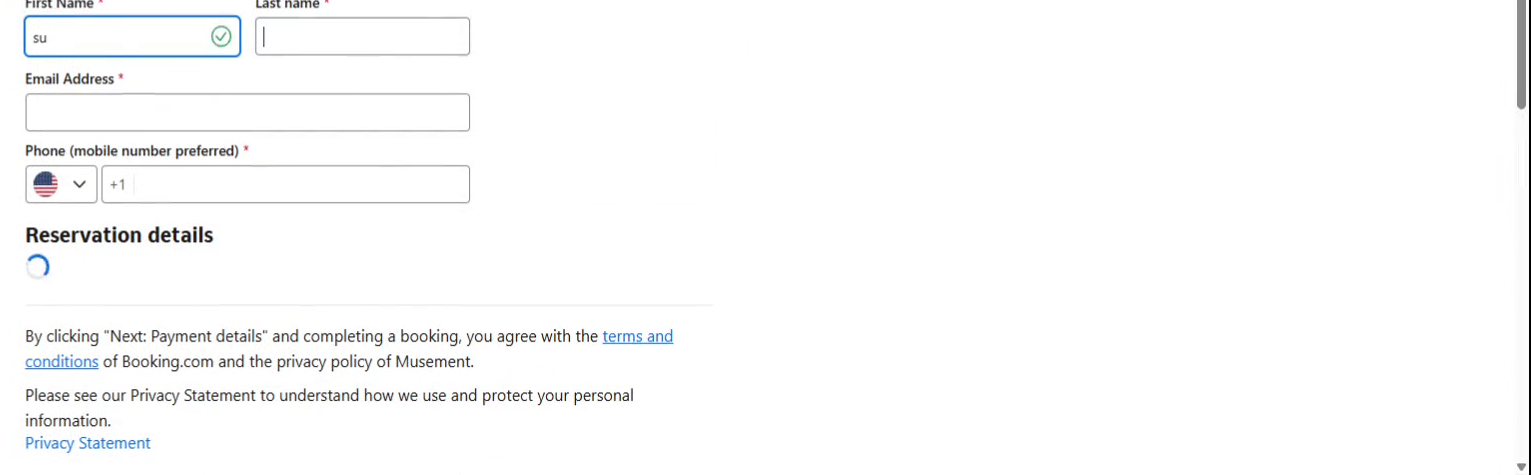 First Name *
Last name *
su
Email Address *
Phone (mobile number preferred) *
+1
Reservation details
By clicking "Next: Payment details" and completing a booking, you agree with the terms and
conditions of Booking.com and the privacy policy of Musement.
Please see our Privacy Statement to understand how we use and protect your personal
information.
Privacy Statement